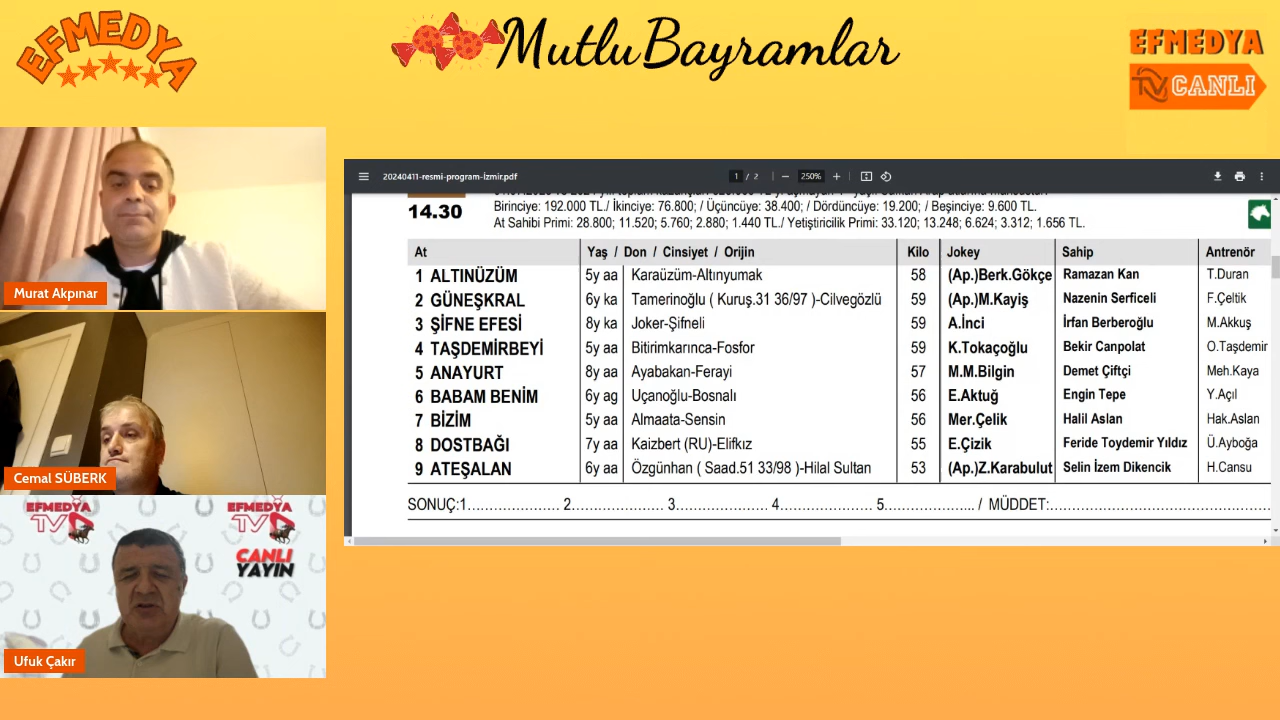 EFMEDYA
Mutlu Bayramlar
EFMEDYA
TV CANLI
Murat Akpınar
Cemal SÜBERK
EFMEDYA
TV
EFMEDYA
TV
CANLI
YAYIN
Ufuk Çakır
20240411-resmi-program-İzmir.pdf
1 / 2
250%
14.30
Birinciye: 192.000 TL./ İkinciye: 76.800; / Üçüncüye: 38.400; / Dördüncüye: 19.200; / Beşinciye: 9.600 TL.
At Sahibi Primi: 28.800; 11.520; 5.760; 2.880; 1.440 TL./ Yetiştiricilik Primi: 33.120; 13.248; 6.624; 3.312; 1.656 TL.
At Yaş / Don / Cinsiyet / Orijin Kilo Jokey Sahip Antrenör
1 ALTINÜZÜM 5y aa Karaüzüm-Altınyumak 58 (Ap.)Berk.Gökçe Ramazan Kan T.Duran
2 GÜNEŞKRAL 6y ka Tamerinoğlu ( Kuruş.31 36/97 )-Cilvegözlü 59 (Ap.)M.Kayiş Nazenin Serficeli F.Çeltik
3 ŞİFNE EFESİ 8y ka Joker-Şifneli 59 A.İnci İrfan Berberoğlu M.Akkuş
4 TAŞDEMİRBEYİ 5y aa Bitirimkarınca-Fosfor 59 K.Tokaçoğlu Bekir Canpolat O.Taşdemir
5 ANAYURT 8y aa Ayabakan-Ferayi 57 M.M.Bilgin Demet Çiftçi Meh.Kaya
6 BABAM BENİM 6y ag Uçanoğlu-Bosnalı 56 E.Aktuğ Engin Tepe Y.Açıl
7 BİZİM 5y aa Almaata-Sensin 56 Mer.Çelik Halil Aslan Hak.Aslan
8 DOSTBAĞI 7y aa Kaizbert (RU)-Elifkız 55 E.Çizik Feride Toydemir Yıldız Ü.Ayboğa
9 ATEŞALAN 6y aa Özgünhan ( Saad.51 33/98 )-Hilal Sultan 53 (Ap.)Z.Karabulut Selin İzem Dikencik H.Cansu
SONUÇ:1..................... 2..................... 3..................... 4..................... 5..................... / MÜDDET:..................................................